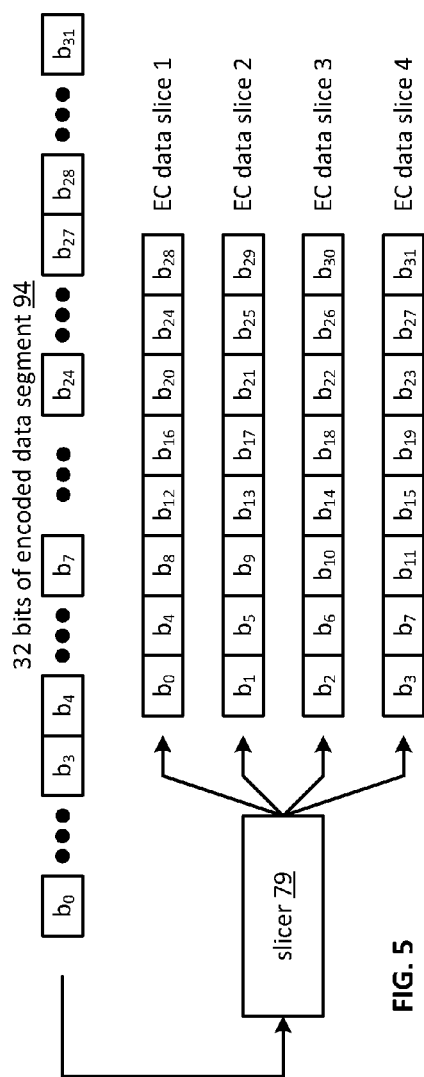 32 bits of encoded data segment 94
b0 ●●● b3 b4 ●●● b7 ●●● b24 ●●● b27 b28 ●●● b31
slicer 79
b0 b4 b8 b12 b16 b20 b24 b28 EC data slice 1
b1 b5 b9 b13 b17 b21 b25 b29 EC data slice 2
b2 b6 b10 b14 b18 b22 b26 b30 EC data slice 3
b3 b7 b11 b15 b19 b23 b27 b31 EC data slice 4
FIG. 5